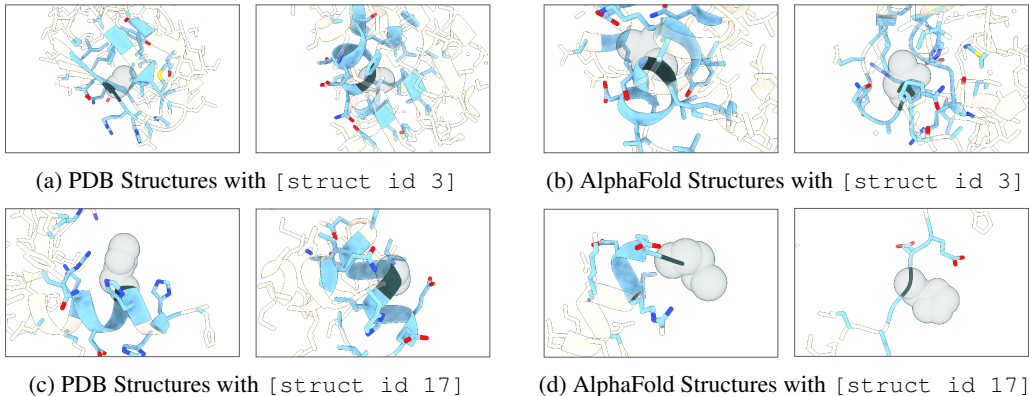 (a) PDB Structures with [struct id 3]
(b) AlphaFold Structures with [struct id 3]
(c) PDB Structures with [struct id 17]
(d) AlphaFold Structures with [struct id 17]